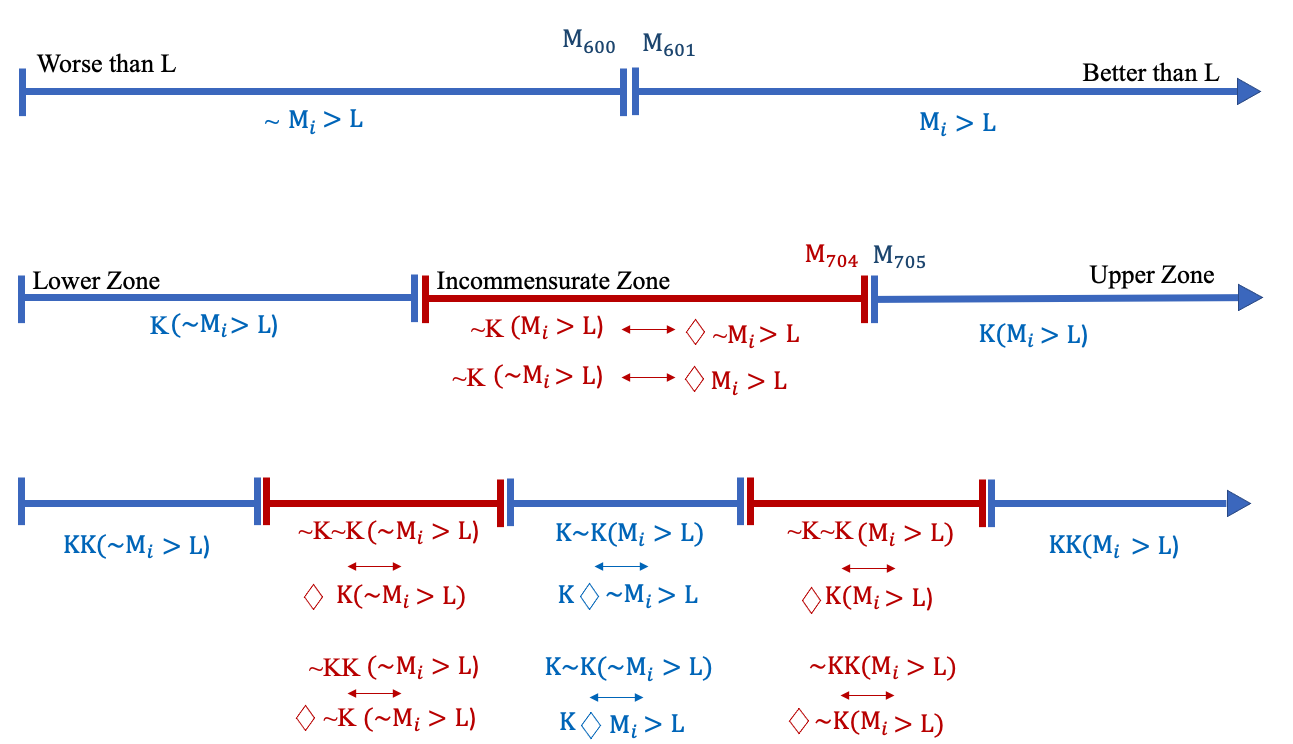 M₆₀₀ M₆₀₁
Worse than L Better than L
~ Mᵢ > L Mᵢ > L
M₇₀₄ M₇₀₅
Lower Zone Incommensurate Zone Upper Zone
K(~Mᵢ > L) ~K (Mᵢ > L) ⟷ ◇ ~Mᵢ > L K(Mᵢ > L)
~K (~Mᵢ > L) ⟷ ◇ Mᵢ > L
KK(~Mᵢ > L) ~K~K(~Mᵢ > L) K~K(Mᵢ > L) ~K~K(Mᵢ > L) KK(Mᵢ > L)
⟷ ⟷ ⟷
◇ K(~Mᵢ > L) K◇ ~Mᵢ > L ◇K(Mᵢ > L)
~KK (~Mᵢ > L) K~K(~Mᵢ > L) ~KK(Mᵢ > L)
⟷ ⟷ ⟷
◇ ~K (~Mᵢ > L) K◇ Mᵢ > L ◇ ~K(Mᵢ > L)